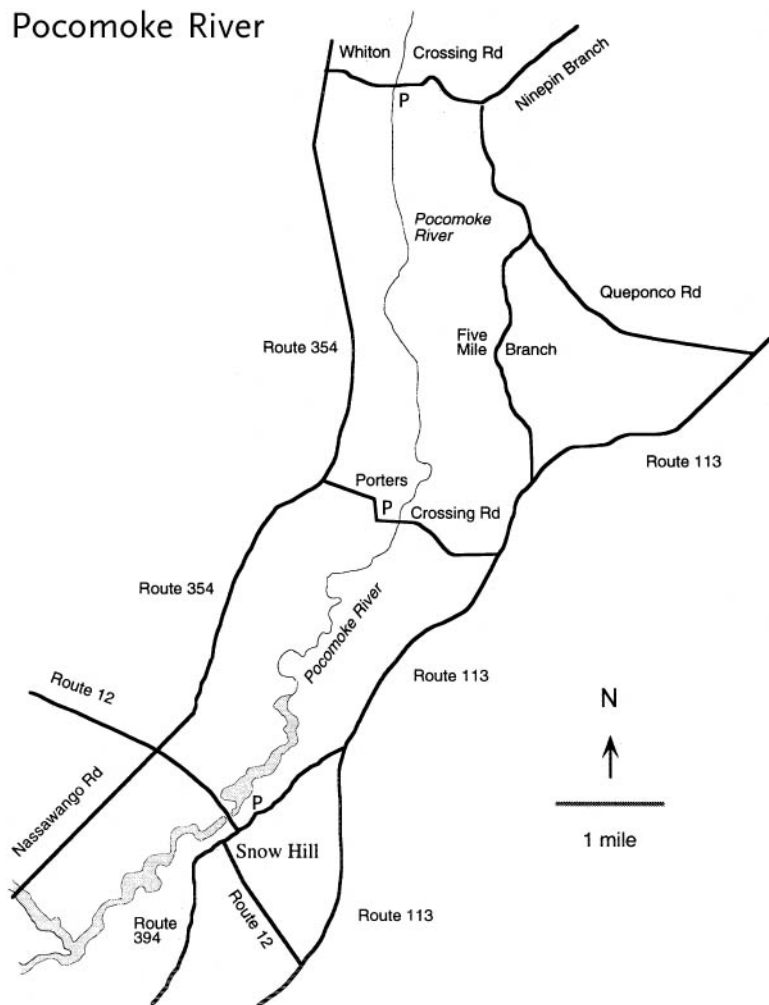 Pocomoke River
Whiton Crossing Rd
P
Ninepin Branch
Pocomoke
River
Queponco Rd
Route 354
Five
Mile Branch
Route 113
Porters
P Crossing Rd
Route 354
Pocomoke River
Route 113
Route 12
N
Nassawango Rd
P
1 mile
Snow Hill
Route
394
Route 12
Route 113